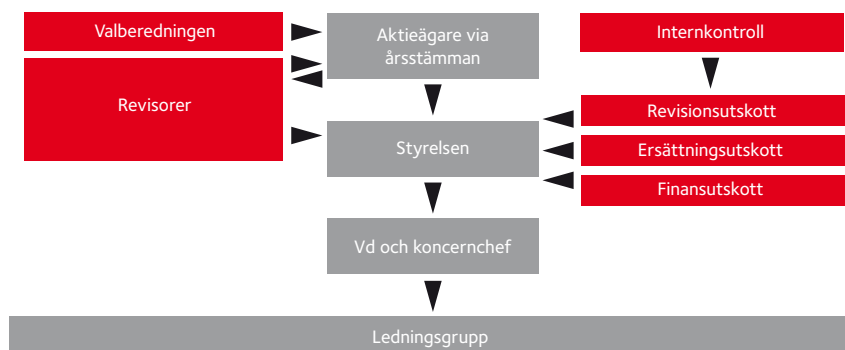 Valberedningen
Aktieägare via
årsstämman
Internkontroll
Revisorer
Revisionsutskott
Styrelsen
Ersättningsutskott
Finansutskott
Vd och koncernchef
Ledningsgrupp